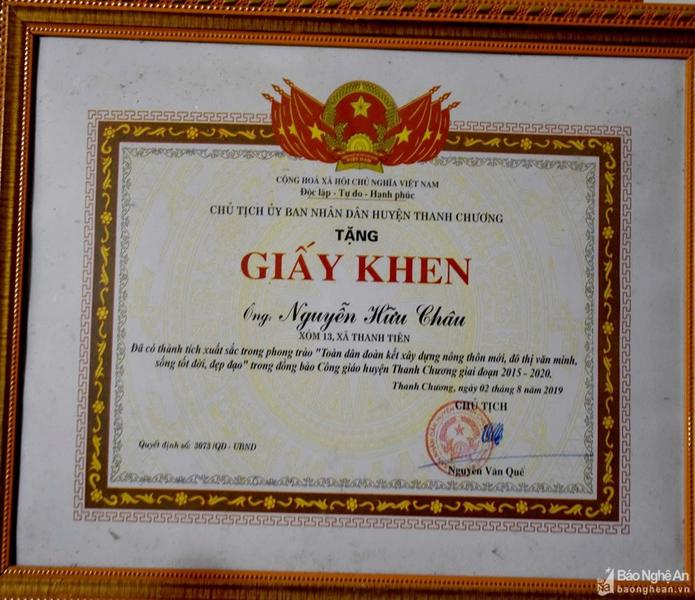 VIỆT NAM
CỘNG HOÀ XÃ HỘI CHỦ NGHĨA VIỆT NAM
Độc lập - Tự do - Hạnh phúc
CHỦ TỊCH ỦY BAN NHÂN DÂN HUYỆN THANH CHƯƠNG
TẶNG
GIẤY KHEN
Ông, Nguyễn Hữu Châu
XÓM 13, XÃ THANH TIÊN
Đã có thành tích xuất sắc trong phong trào "Toàn dân đoàn kết xây dựng nông thôn mới, đô thị văn minh,
sống tốt đời, đẹp đạo" trong đồng bào Công giáo huyện Thanh Chương giai đoạn 2015 - 2020.
Thanh Chương, ngày 02 tháng 8 năm 2019
CHỦ TỊCH
Quyết định số: 3073/QĐ - UBND
Nguyễn Văn Quế
Báo Nghệ An
baonghean.vn